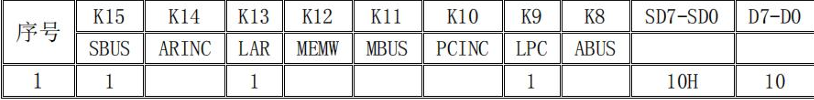 序号 K15 K14 K13 K12 K11 K10 K9 K8 SD7-SD0 D7-D0
SBUS ARINC LAR MEMW MBUS PCINC LPC ABUS
1 1 1 1 10H 10